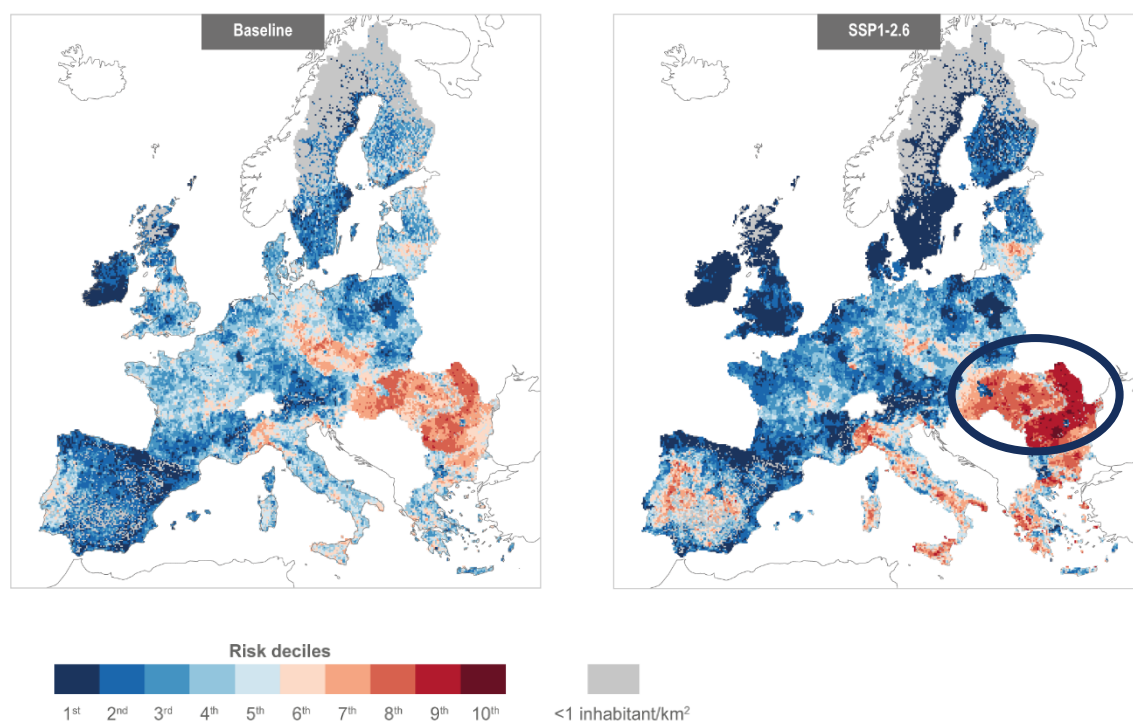 Baseline
SSP1-2.6
Risk deciles
1st 2nd 3rd 4th 5th 6th 7th 8th 9th 10th
<1 inhabitant/km²